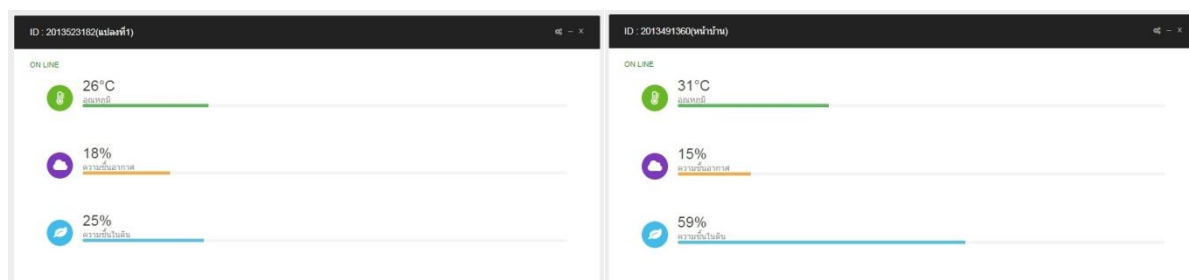 ID : 2013523182(แปลงที่1)
ON LINE
26°C
อุณหภูมิ
18%
ความชื้นอากาศ
25%
ความชื้นในดิน
ID : 2013491360(หน้าบ้าน)
ON LINE
31°C
อุณหภูมิ
15%
ความชื้นอากาศ
59%
ความชื้นในดิน